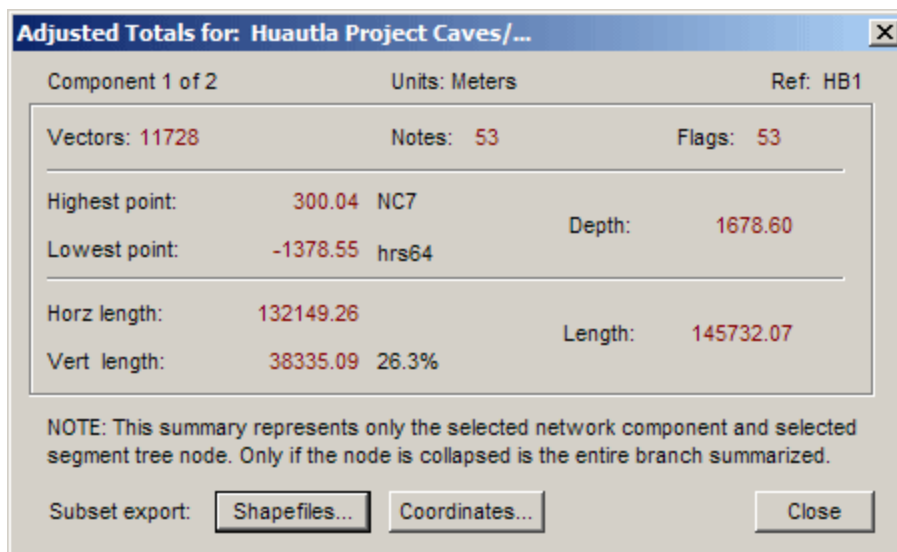 Adjusted Totals for: Huautla Project Caves/...
Component 1 of 2 Units: Meters Ref: HB1
Vectors: 11728 Notes: 53 Flags: 53
Highest point: 300.04 NC7
Depth: 1678.60
Lowest point: -1378.55 hrs64
Horz length: 132149.26
Length: 145732.07
Vert length: 38335.09 26.3%
NOTE: This summary represents only the selected network component and selected
segment tree node. Only if the node is collapsed is the entire branch summarized.
Subset export: Shapefiles... Coordinates... Close